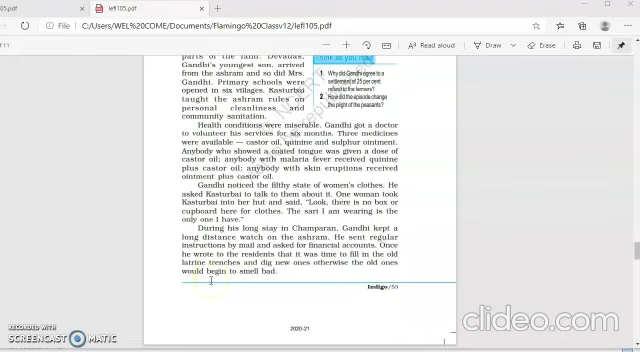 05.pdf
lefl105.pdf
WEL%20COME/Documents/Flamingo%20Classv12/lefl105.pdf
f 11
Read aloud
Draw
Highlight
Erase
parts of the land. Devadas,
Gandhi's youngest son, arrived
from the ashram and so did Mrs.
Gandhi. Primary schools were
opened in six villages. Kasturbai
taught the ashram rules on
personal cleanliness and
community sanitation.
Think as you read
1. Why did Gandhi agree to a
settlement of 25 per cent
refund to the farmers?
2. How did the episode change
the plight of the peasants?
Health conditions were miserable. Gandhi got a doctor
to volunteer his services for six months. Three medicines
were available — castor oil, quinine and sulphur ointment.
Anybody who showed a coated tongue was given a dose of
castor oil; anybody with malaria fever received quinine
plus castor oil; anybody with skin eruptions received
ointment plus castor oil.
Gandhi noticed the filthy state of women's clothes. He
asked Kasturbai to talk to them about it. One woman took
Kasturbai into her hut and said, "Look, there is no box or
cupboard here for clothes. The sari I am wearing is the
only one I have."
During his long stay in Champaran, Gandhi kept a
long distance watch on the ashram. He sent regular
instructions by mail and asked for financial accounts. Once
he wrote to the residents that it was time to fill in the old
latrine trenches and dig new ones otherwise the old ones
would begin to smell bad.
Indigo/53
2020-21
RECORDED WITH
SCREENCAST MATIC
clideo.com